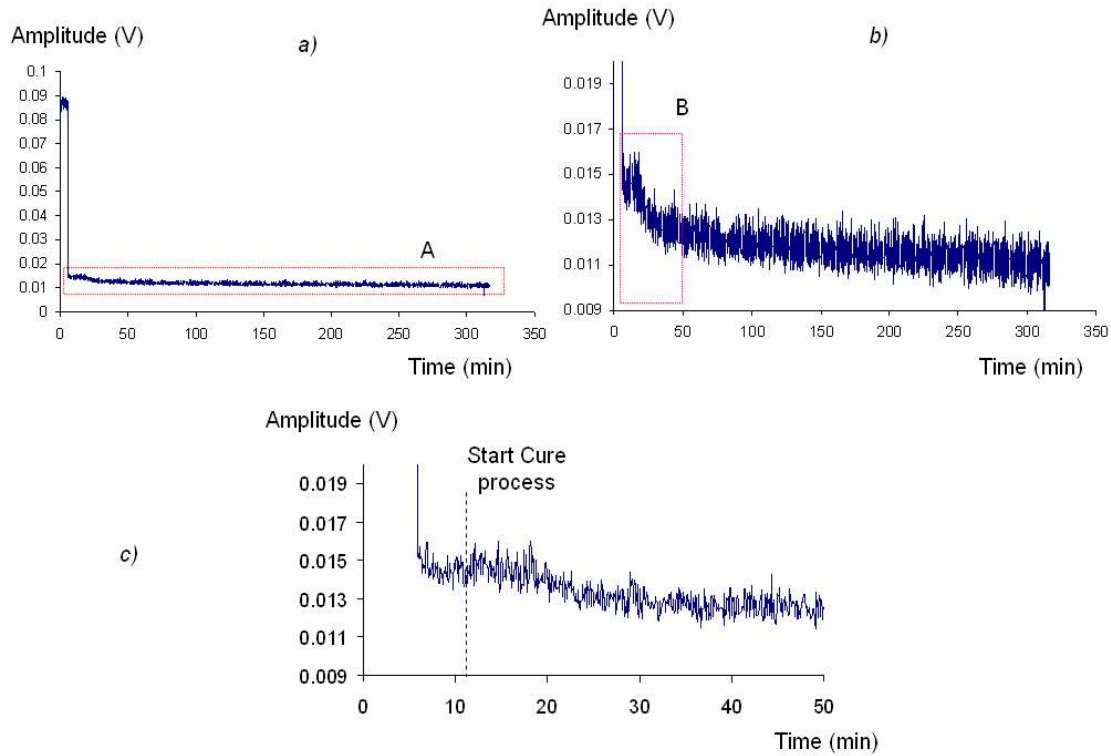 Amplitude (V)
a)
0.1
0.09
0.08
0.07
0.06
0.05
0.04
0.03
0.02
0.01
0
A
0 50 100 150 200 250 300 350
Time (min)
Amplitude (V)
b)
0.019
0.017
0.015
0.013
0.011
0.009
B
0 50 100 150 200 250 300 350
Time (min)
Amplitude (V)
c)
Start Cure
process
0.019
0.017
0.015
0.013
0.011
0.009
0 10 20 30 40 50
Time (min)